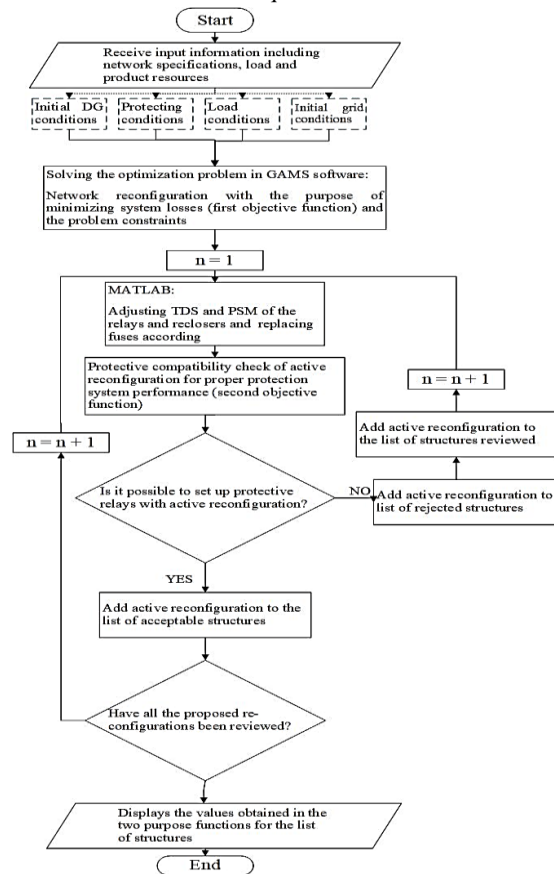 Start
Receive input information including
network specifications, load and
product resources
Initial DG
conditions
Protecting
conditions
Load
conditions
Initial grid
conditions
Solving the optimization problem in GAMS software:
Network reconfiguration with the purpose of
minimizing system losses (first objective function) and
the problem constraints
n = 1
MATLAB:
Adjusting TDS and PSM of the
relays and reclosers and replacing
fuses according
Protective compatibility check of active
reconfiguration for proper protection
system performance (second objective
function)
n = n + 1
Add active reconfiguration to
the list of structures reviewed
n = n + 1
Is it possible to set up protective
relays with active reconfiguration?
NO
Add active reconfiguration to
list of rejected structures
YES
Add active reconfiguration to the
list of acceptable structures
Have all the proposed re-
configurations been reviewed?
Displays the values obtained in the
two purpose functions for the list
of structures
End